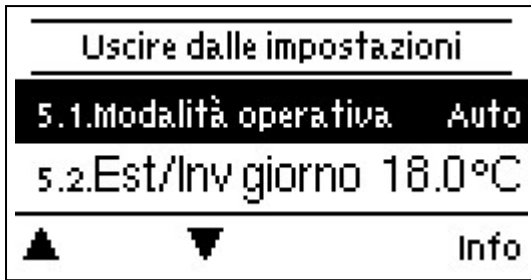 Uscire dalle impostazioni
5.1.Modalità operativa Auto
5.2.Est/Inv giorno 18.0°C
Info